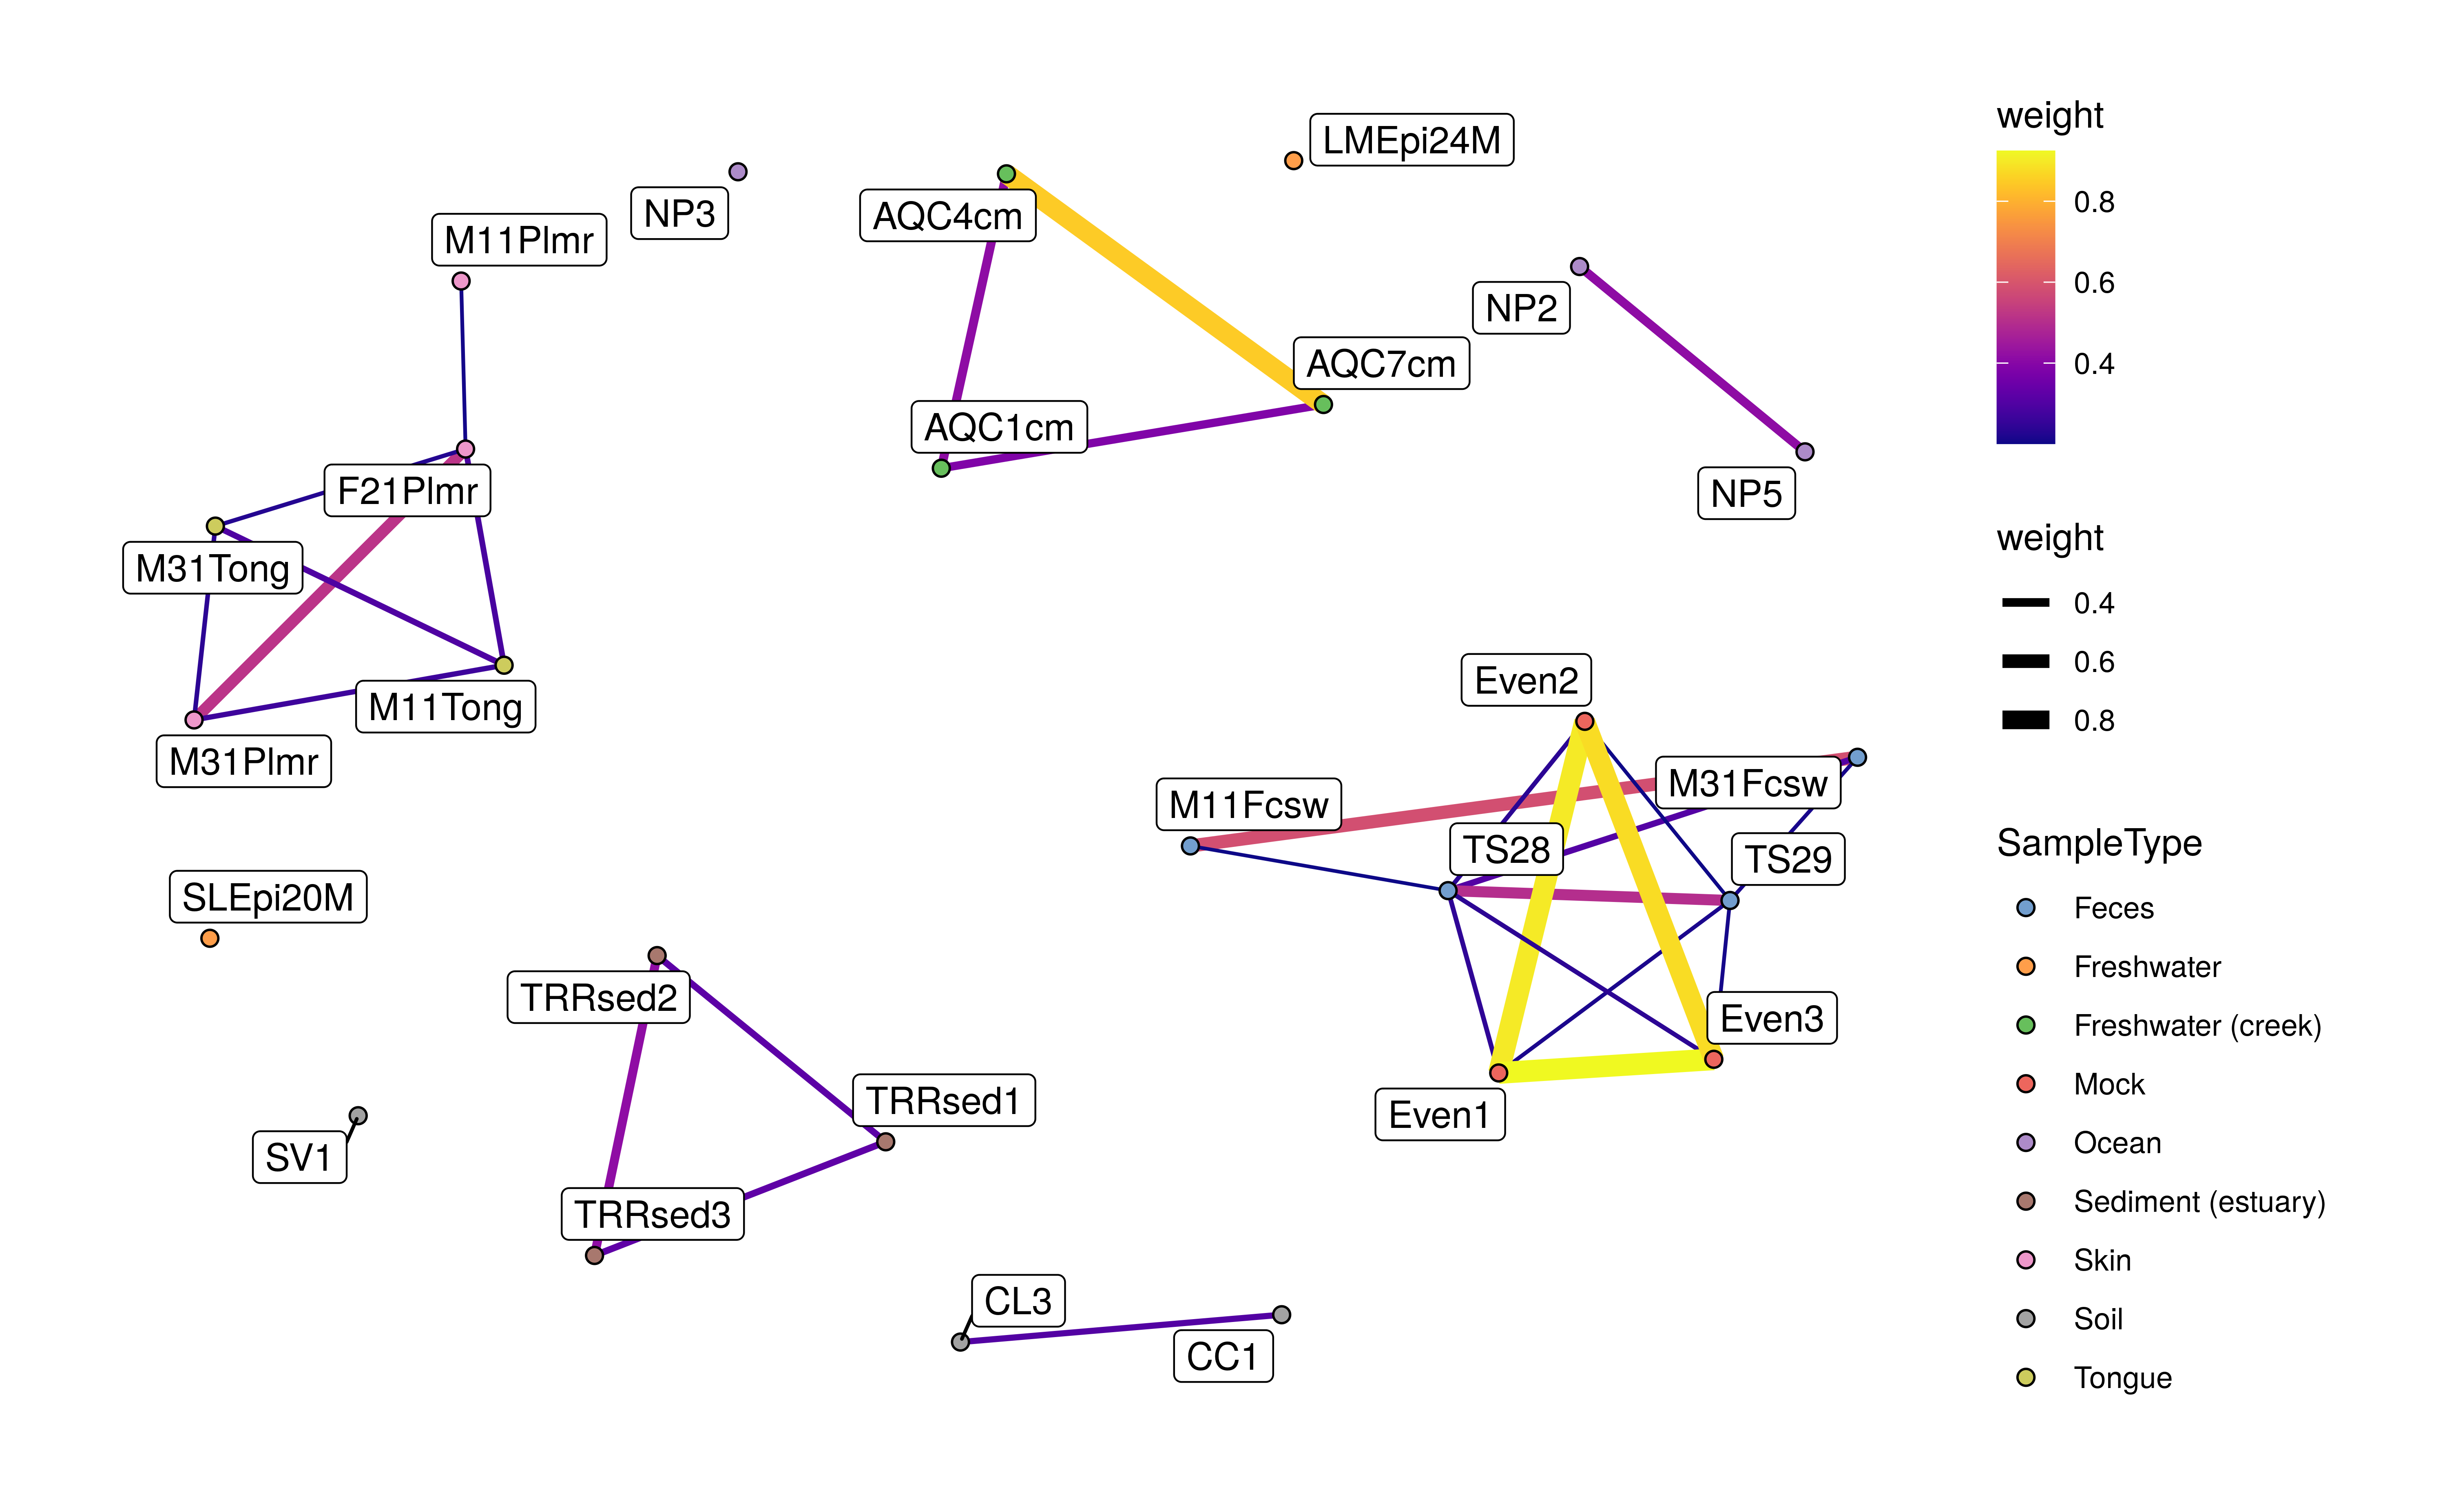 LMEpi24M
NP3
AQC4cm
M11Plmr
NP2
AQC7cm
AQC1cm
F21Plmr
NP5
M31Tong
M11Tong
M31Plmr
Even2
M31Fcsw
M11Fcsw
TS28
TS29
SLEpi20M
TRRsed2
Even3
TRRsed1
Even1
SV1
TRRsed3
CL3
CC1
weight
0.8
0.6
0.4
weight
0.4
0.6
0.8
SampleType
Feces
Freshwater
Freshwater (creek)
Mock
Ocean
Sediment (estuary)
Skin
Soil
Tongue